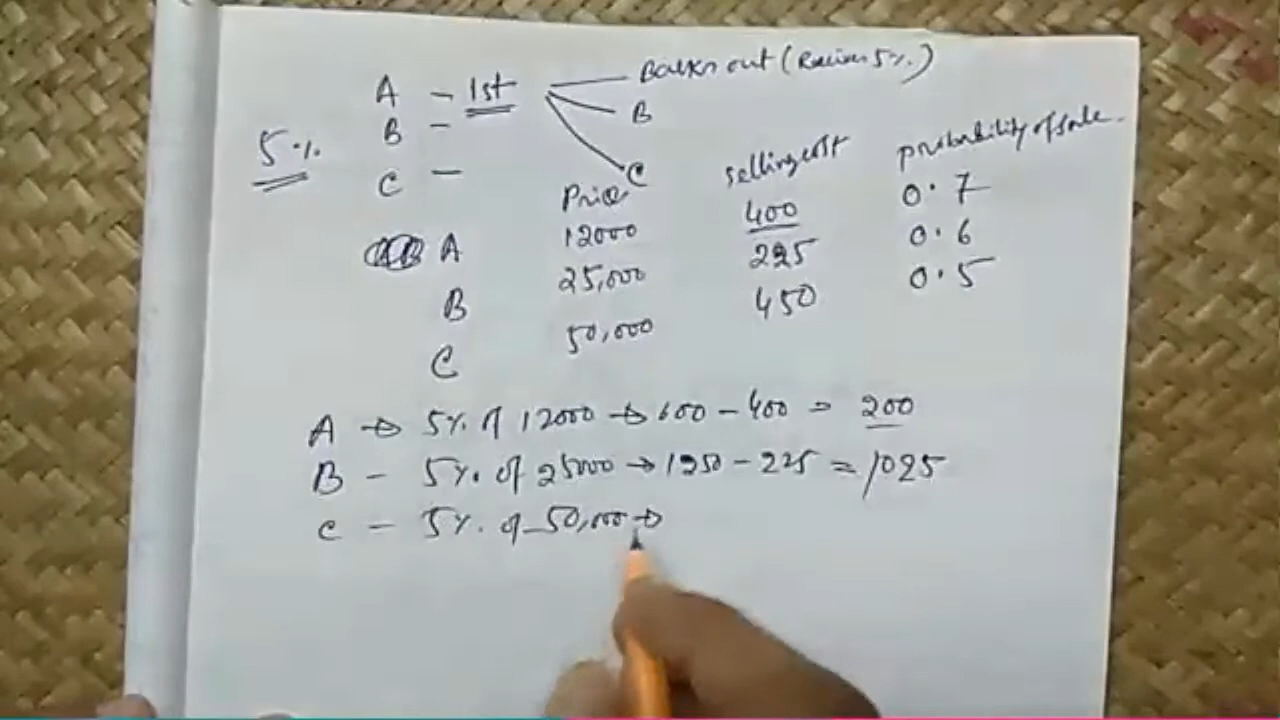 A – 1st Backs out (Receives 5%.)
B – B
5%.
C – C
Price selling cost probability of sale.
A 12000 400 0.7
B 25,000 225 0.6
C 50,000 450 0.5
A → 5%. of 12000 → 600 – 400 = 200
B – 5%. of 25000 → 1250 – 225 = 1025
C – 5%. of 50,000 →